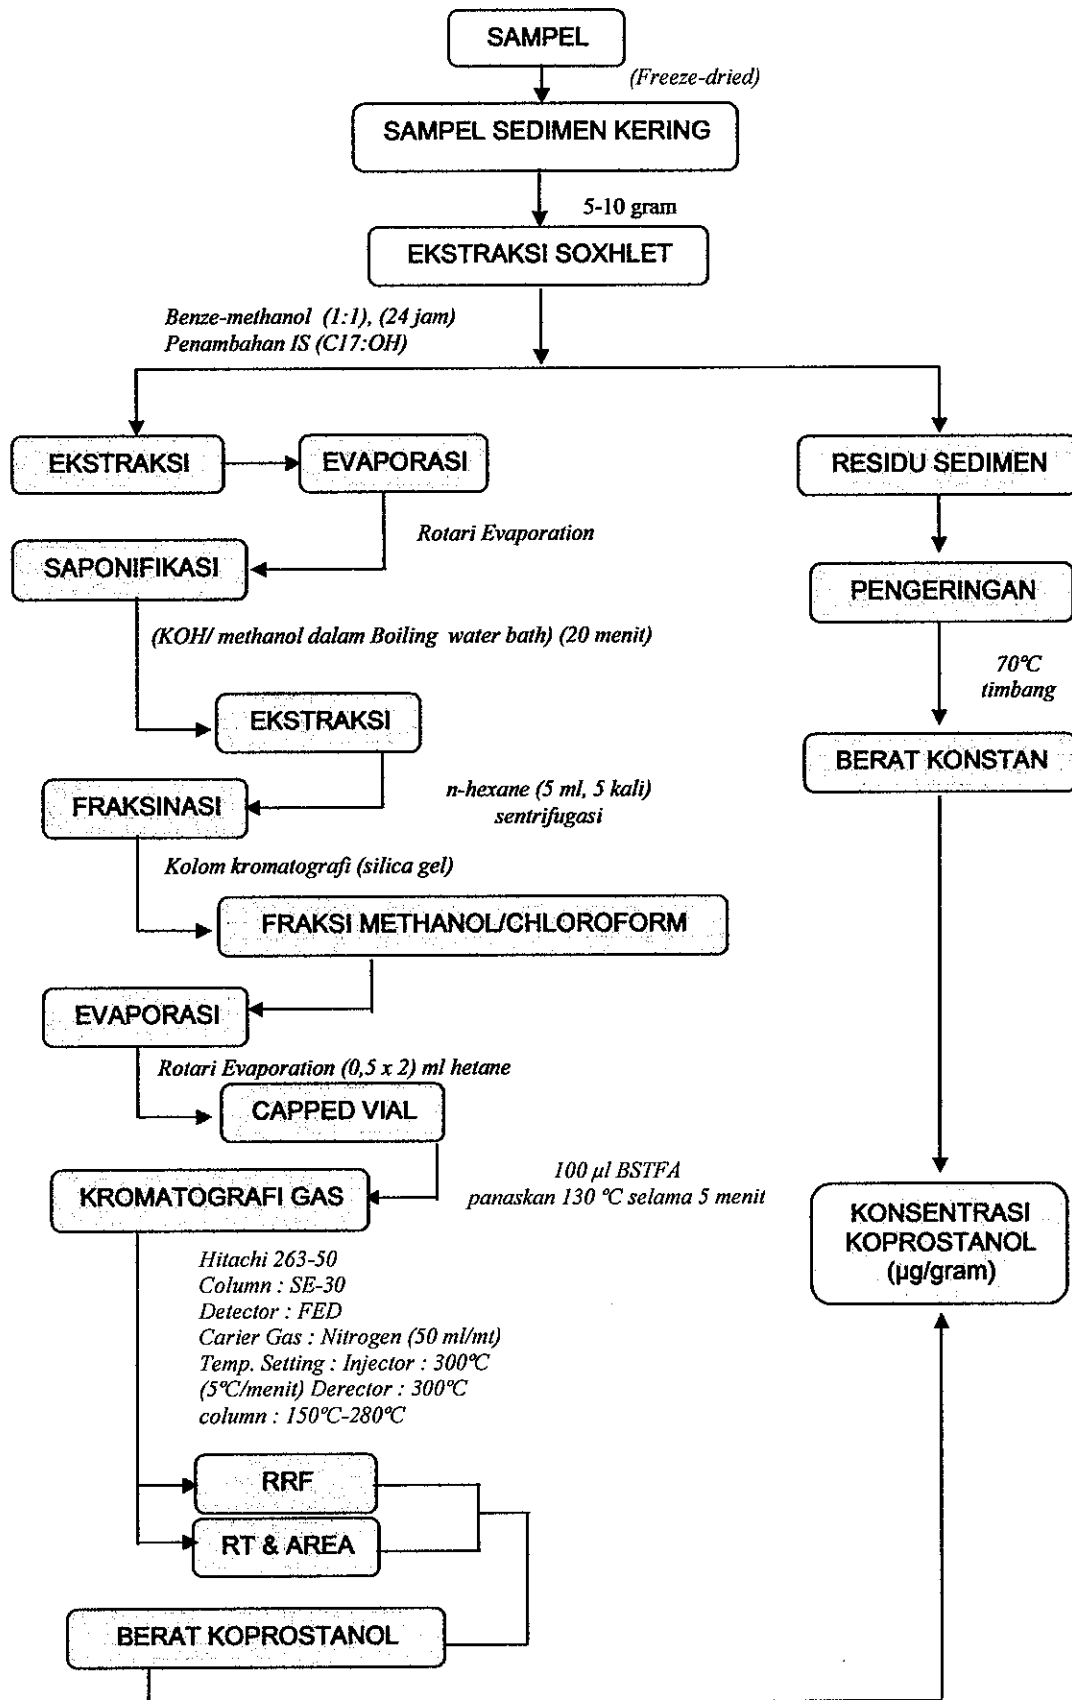 SAMPEL
(Freeze-dried)
SAMPEL SEDIMEN KERING
5-10 gram
EKSTRAKSI SOXHLET
Benze-methanol (1:1), (24 jam)
Penambahan IS (C17:OH)
EKSTRAKSI
EVAPORASI
RESIDU SEDIMEN
Rotari Evaporation
SAPONIFIKASI
PENGERINGAN
(KOH/ methanol dalam Boiling water bath) (20 menit)
70°C
timbang
EKSTRAKSI
BERAT KONSTAN
n-hexane (5 ml, 5 kali)
sentrifugasi
FRAKSINASI
Kolom kromatografi (silica gel)
FRAKSI METHANOL/CHLOROFORM
EVAPORASI
Rotari Evaporation (0,5 x 2) ml hetane
CAPPED VIAL
100 µl BSTFA
panaskan 130 °C selama 5 menit
KROMATOGRAFI GAS
KONSENTRASI
KOPROSTANOL
(µg/gram)
Hitachi 263-50
Column : SE-30
Detector : FED
Carier Gas : Nitrogen (50 ml/mt)
Temp. Setting : Injector : 300°C
(5°C/menit) Derector : 300°C
column : 150°C-280°C
RRF
RT & AREA
BERAT KOPROSTANOL